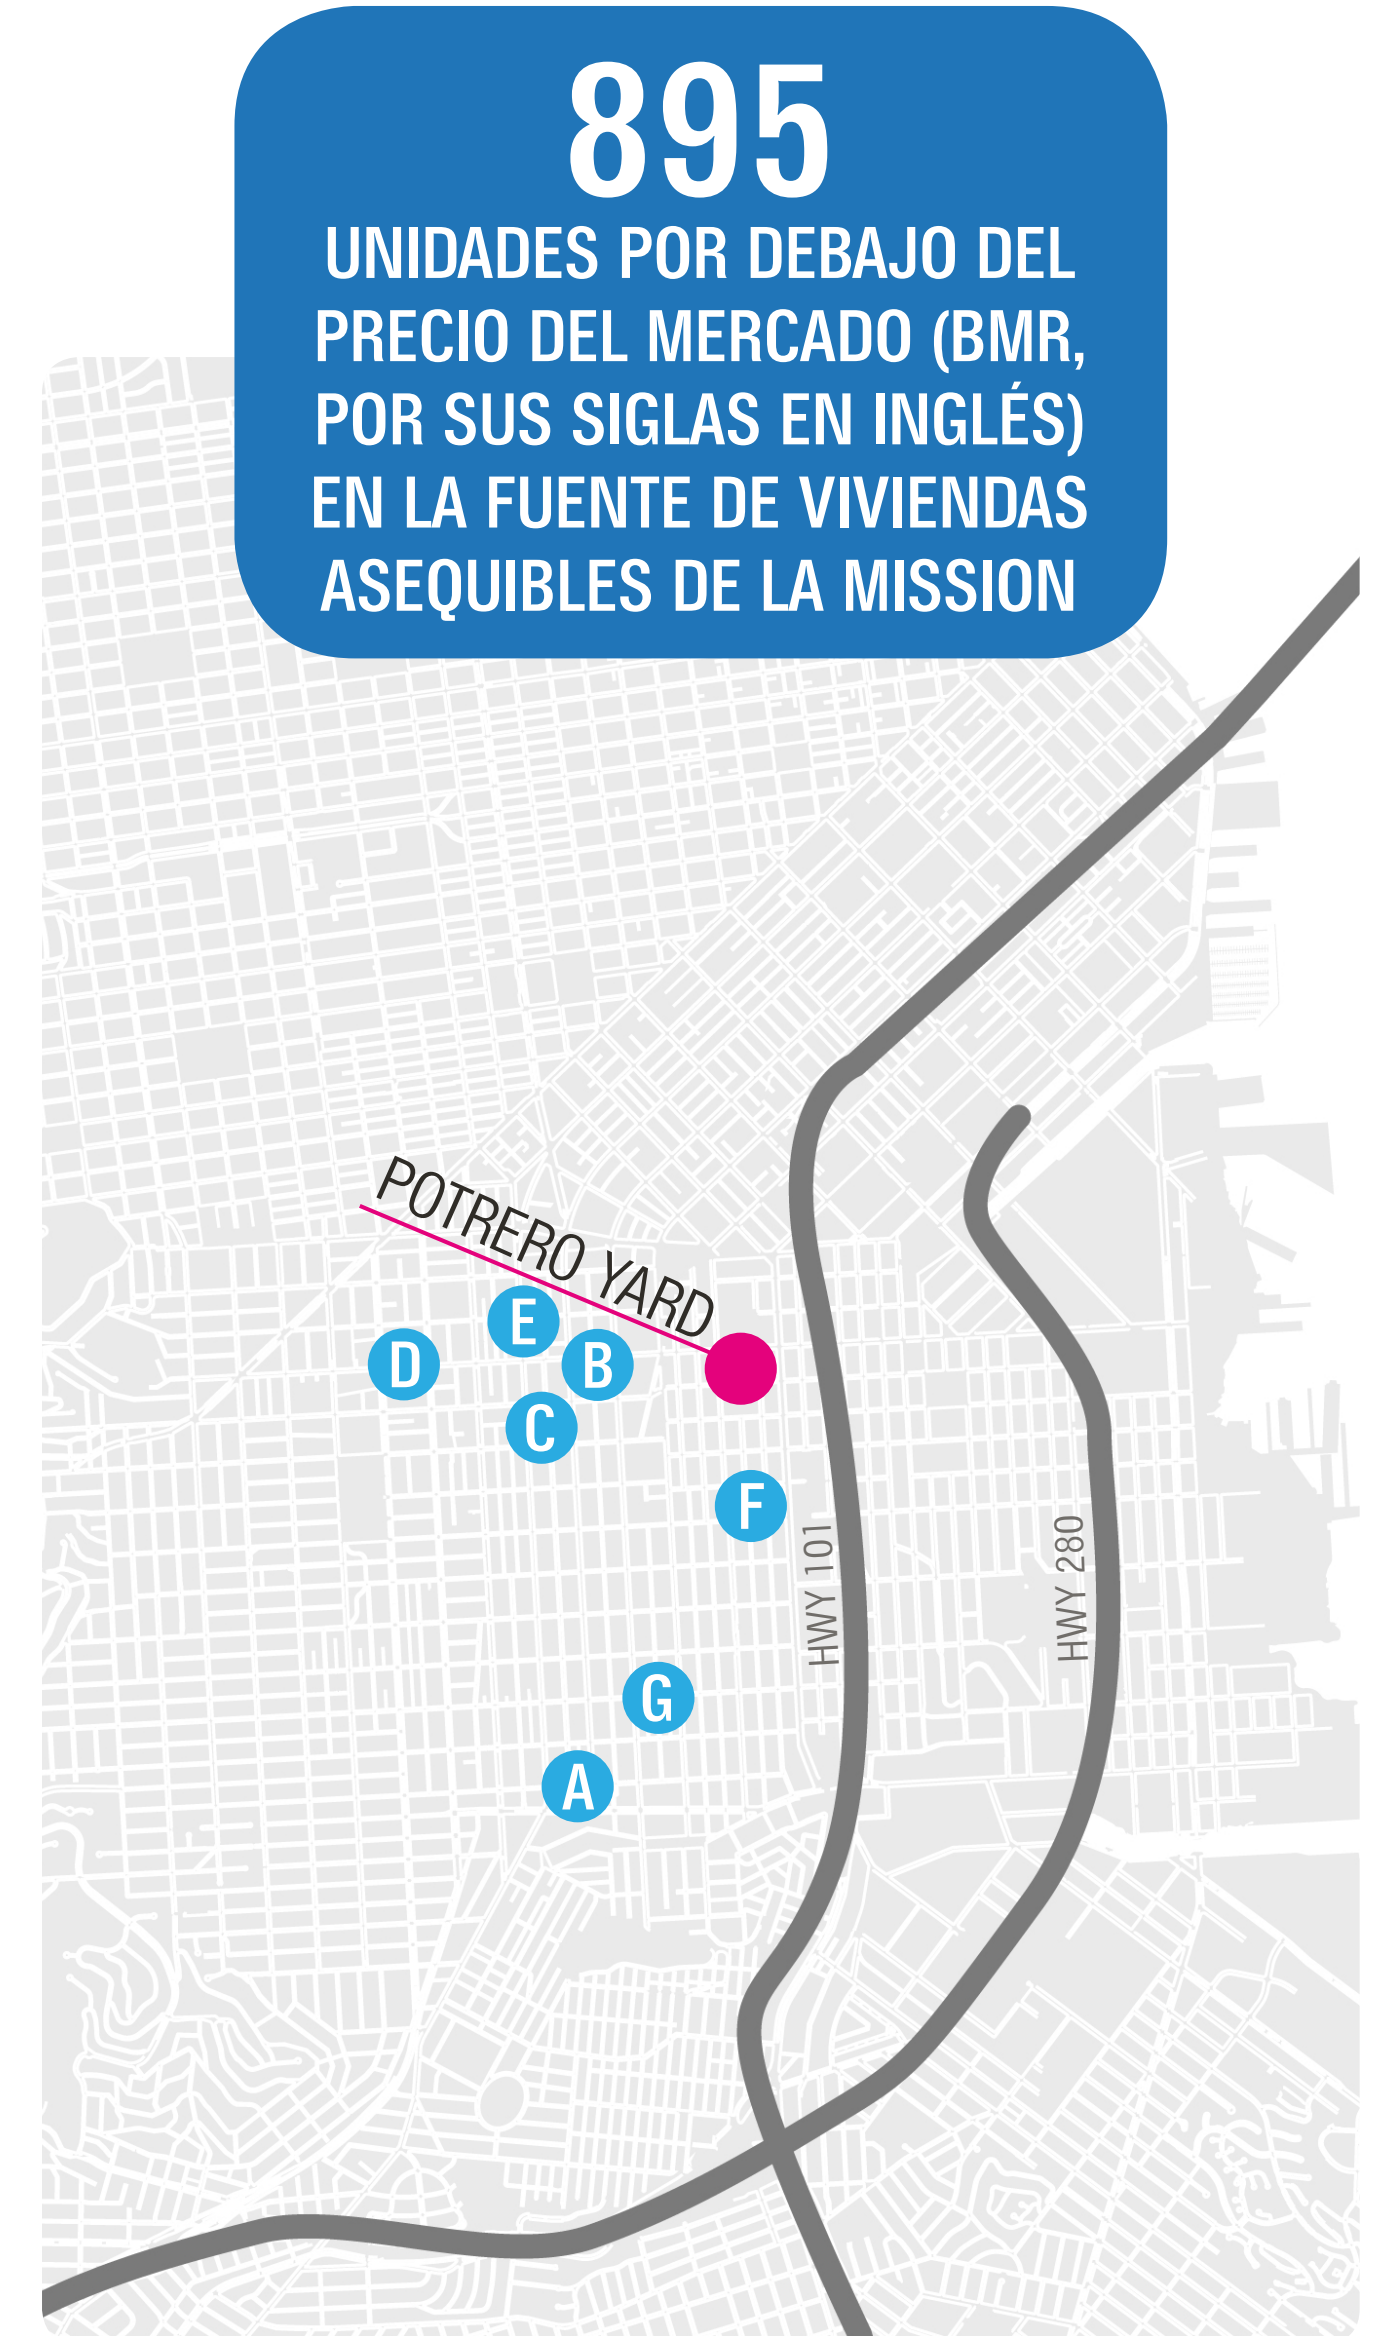 895
UNIDADES POR DEBAJO DEL
PRECIO DEL MERCADO (BMR,
POR SUS SIGLAS EN INGLÉS)
EN LA FUENTE DE VIVIENDAS
ASEQUIBLES DE LA MISSION
POTRERO YARD
E
D
B
C
F
HWY 101
HWY 280
G
A